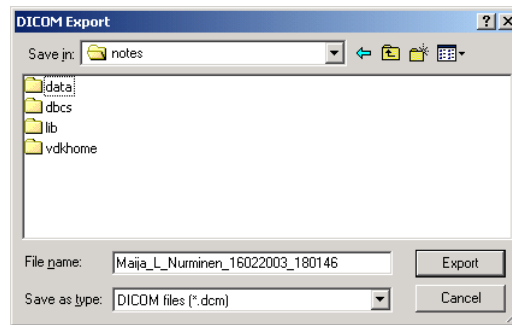 DICOM Export
Save in: notes
data
dbcs
lib
vdkhome
File name: Maija_L_Nurminen_16022003_180146 Export
Save as type: DICOM files (*.dcm) Cancel